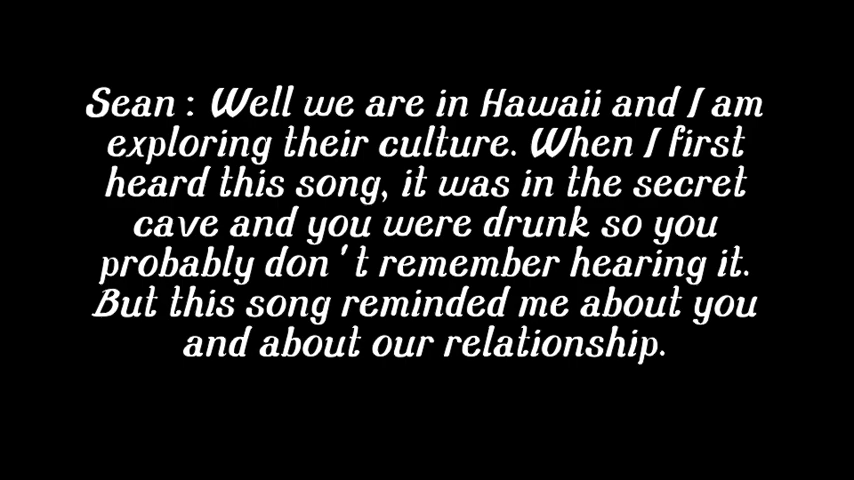 Sean : Well we are in Hawaii and I am
exploring their culture. When I first
heard this song, it was in the secret
cave and you were drunk so you
probably don't remember hearing it.
But this song reminded me about you
and about our relationship.